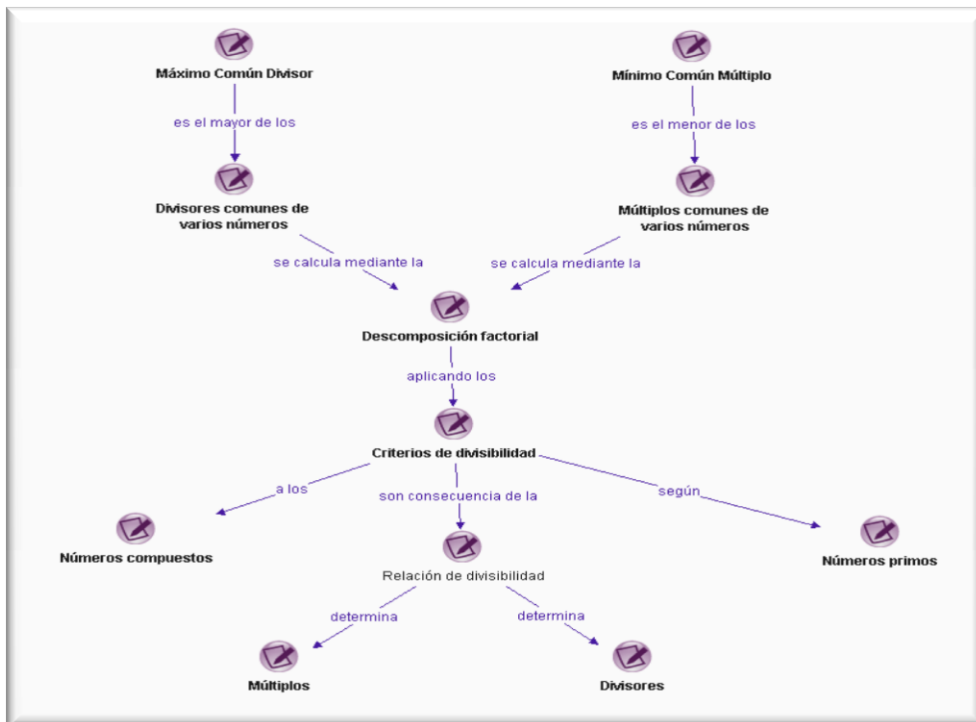 Máximo Común Divisor
Mínimo Común Múltiplo
es el mayor de los
es el menor de los
Divisores comunes de
varios números
Múltiplos comunes de
varios números
se calcula mediante la
se calcula mediante la
Descomposición factorial
aplicando los
Criterios de divisibilidad
a los
son consecuencia de la
según
Números compuestos
Relación de divisibilidad
Números primos
determina
determina
Múltiplos
Divisores